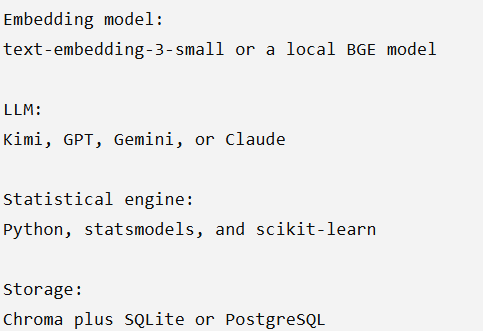 Embedding model:
text-embedding-3-small or a local BGE model
LLM:
Kimi, GPT, Gemini, or Claude
Statistical engine:
Python, statsmodels, and scikit-learn
Storage:
Chroma plus SQLite or PostgreSQL